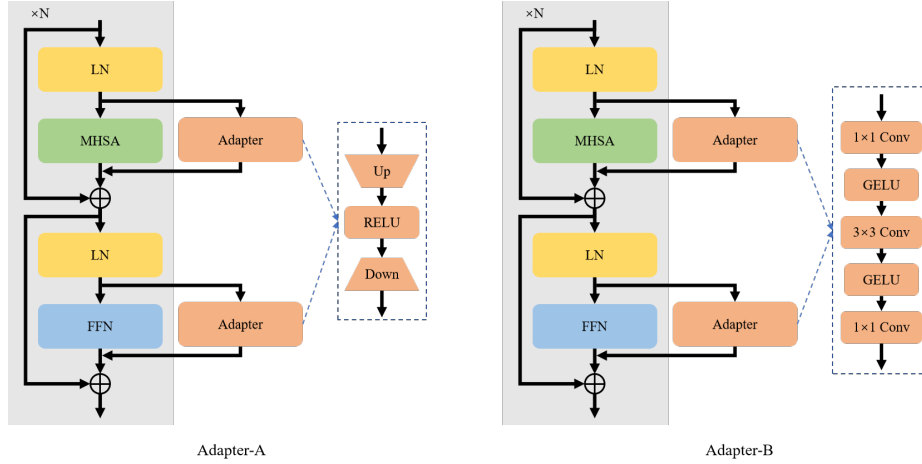 ×N
LN
MHSA
Adapter
LN
FFN
Adapter
Up
RELU
Down
Adapter-A
×N
LN
MHSA
Adapter
LN
FFN
Adapter
1×1 Conv
GELU
3×3 Conv
GELU
1×1 Conv
Adapter-B